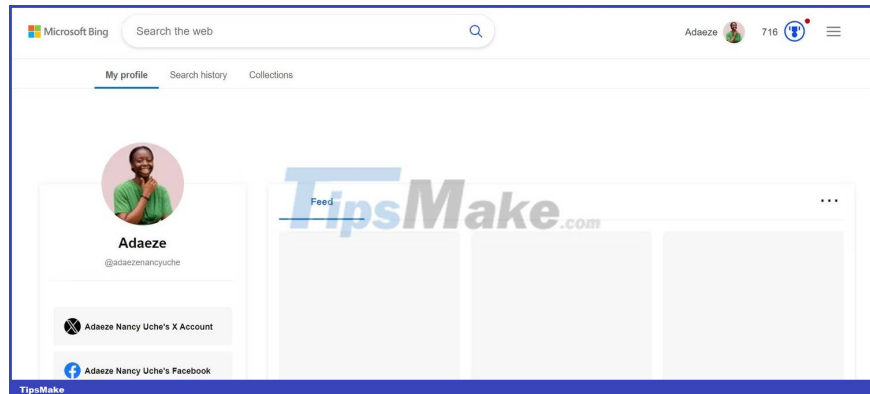 Microsoft Bing
Search the web
Adaeze
716
My profile
Search history
Collections
TipsMake.com
Feed
Adaeze
@adaezenancyuche
Adaeze Nancy Uche's X Account
Adaeze Nancy Uche's Facebook
TipsMake